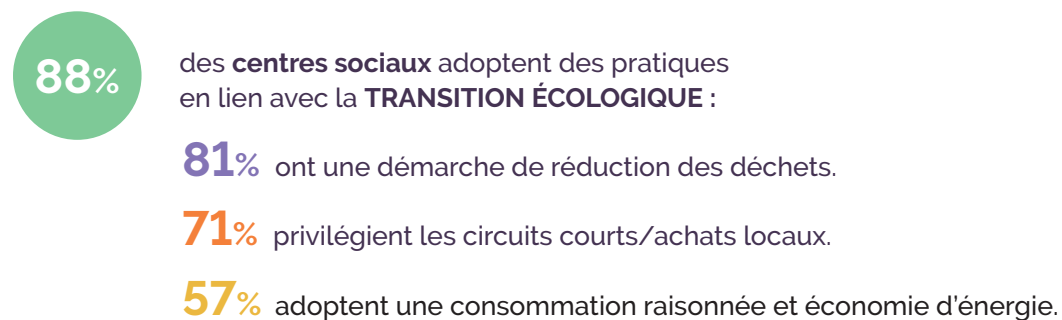 88%
des centres sociaux adoptent des pratiques
en lien avec la TRANSITION ÉCOLOGIQUE :
81% ont une démarche de réduction des déchets.
71% privilégient les circuits courts/achats locaux.
57% adoptent une consommation raisonnée et économie d'énergie.